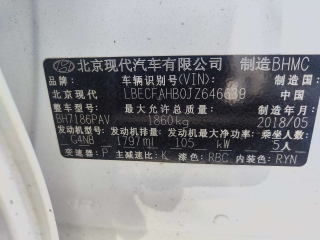 北京现代汽车有限公司 制造BHMC
品牌: 车辆识别号(VIN): 制造国:
北京现代 LBECFAHB0JZ646639 中国
整车型号: 最大允许总质量: 制造年月:
BH7186PAV 1860kg 2018/05
发动机型号: 发动机排量: 发动机最大净功率: 乘坐人数:
G4NB 1797ml 105 kW 5人
变速器: P 主减速比: K 漆色: RBC 内装色: RYN